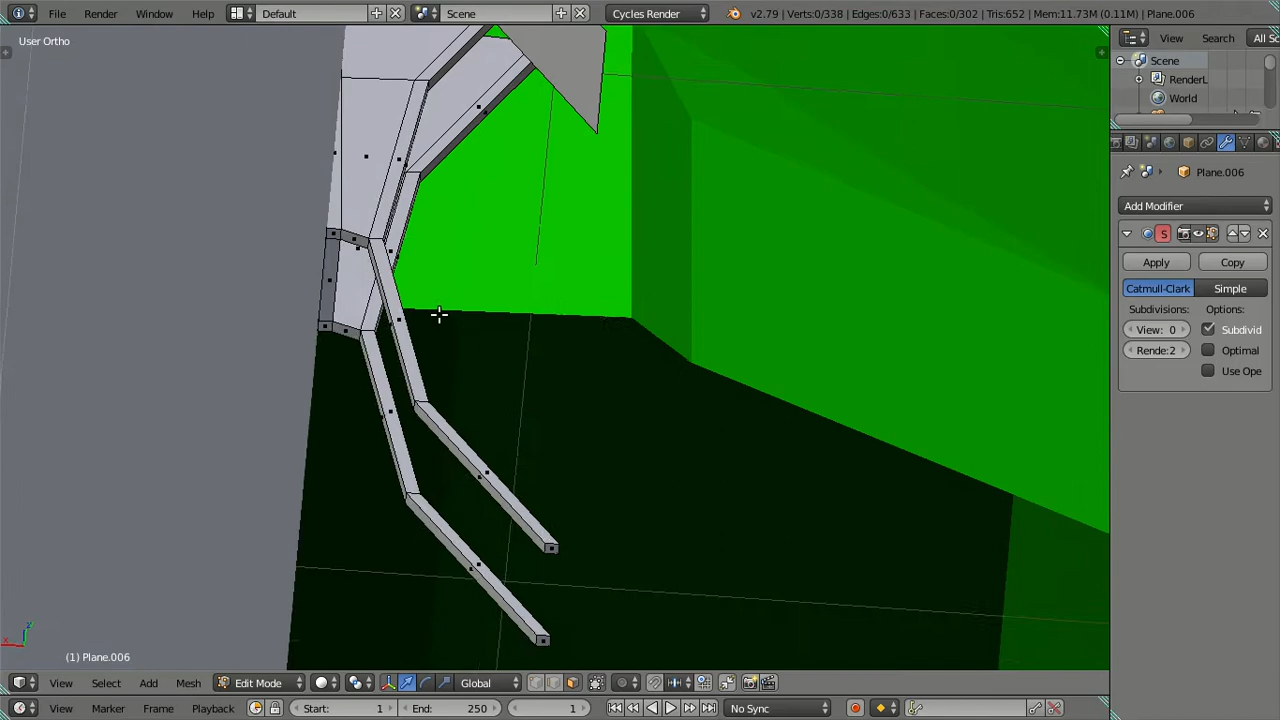 File Render Window Help Default Scene Cycles Render v2.79 | Verts:0/338 | Edges:0/633 | Faces:0/302 | Tris:652 | Mem:11.73M (0.11M) | Plane.006
User Ortho
View Search All Sc
Scene
RenderL
World
Plane.006
Add Modifier
S
Apply Copy
Catmull-Clark Simple
Subdivisions: Options:
View: 0 Subdivid
Rende:2 Optimal
Use Ope
x z
(1) Plane.006
View Select Add Mesh Edit Mode Global
View Marker Frame Playback Start: 1 End: 250 1 No Sync